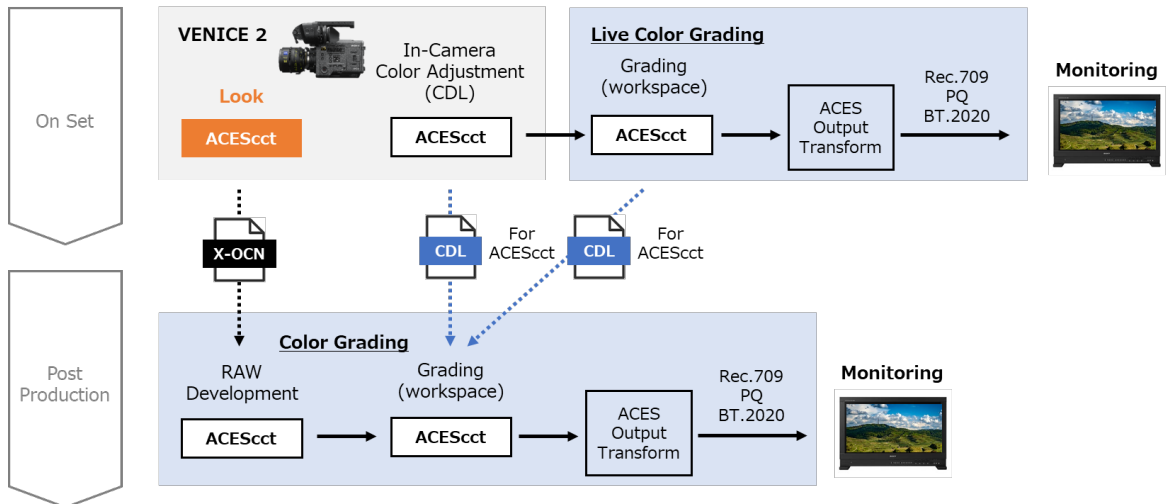 On Set
VENICE 2
Look
ACEScct
In-Camera
Color Adjustment
(CDL)
ACEScct
Live Color Grading
Grading
(workspace)
ACEScct
ACES
Output
Transform
Rec.709
PQ
BT.2020
Monitoring
X-OCN
CDL
For
ACEScct
CDL
For
ACEScct
Post
Production
Color Grading
RAW
Development
ACEScct
Grading
(workspace)
ACEScct
ACES
Output
Transform
Rec.709
PQ
BT.2020
Monitoring